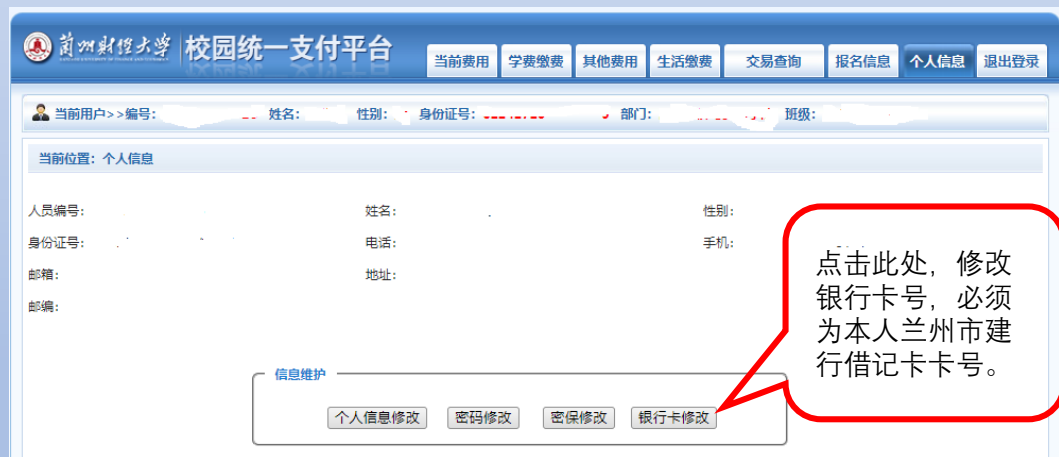 兰州财经大学 校园统一支付平台
当前费用 学费缴费 其他费用 生活缴费 交易查询 报名信息 个人信息 退出登录
当前用户>>编号： 姓名： 性别： 身份证号： 部门： 班级：
当前位置：个人信息
人员编号： 姓名： 性别：
身份证号： 电话： 手机：
邮箱： 地址：
邮编：
点击此处，修改
银行卡号，必须
为本人兰州市建
行借记卡卡号。
信息维护
个人信息修改 密码修改 密保修改 银行卡修改